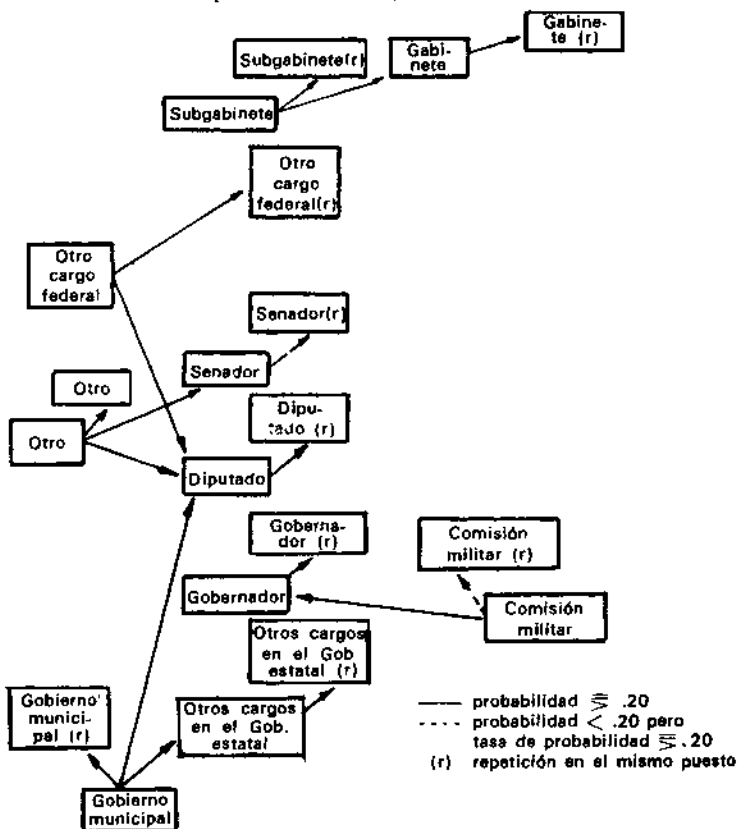 Gabine-
te (r)
Gabi-
nete
Subgabinete(r)
Subgabinete
Otro
cargo
federal(r)
Otro
cargo
federal
Senador(r)
Senador
Otro
Otro
Dipu-
tado (r)
Diputado
Goberna-
dor (r)
Gobernador
Comisión
militar (r)
Comisión
militar
Otros cargos
en el Gob
estatal (r)
Otros cargos
en el Gob.
estatal
Gobierno
munici-
pal (r)
Gobierno
municipal
probabilidad ≧ .20
probabilidad < .20 pero
tasa de probabilidad ≧ .20
(r) repetición en el mismo puesto